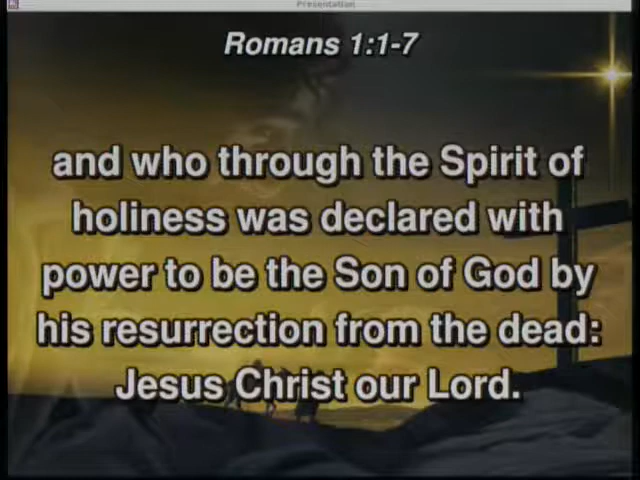 Presentation
Romans 1:1-7
and who through the Spirit of
holiness was declared with
power to be the Son of God by
his resurrection from the dead:
Jesus Christ our Lord.